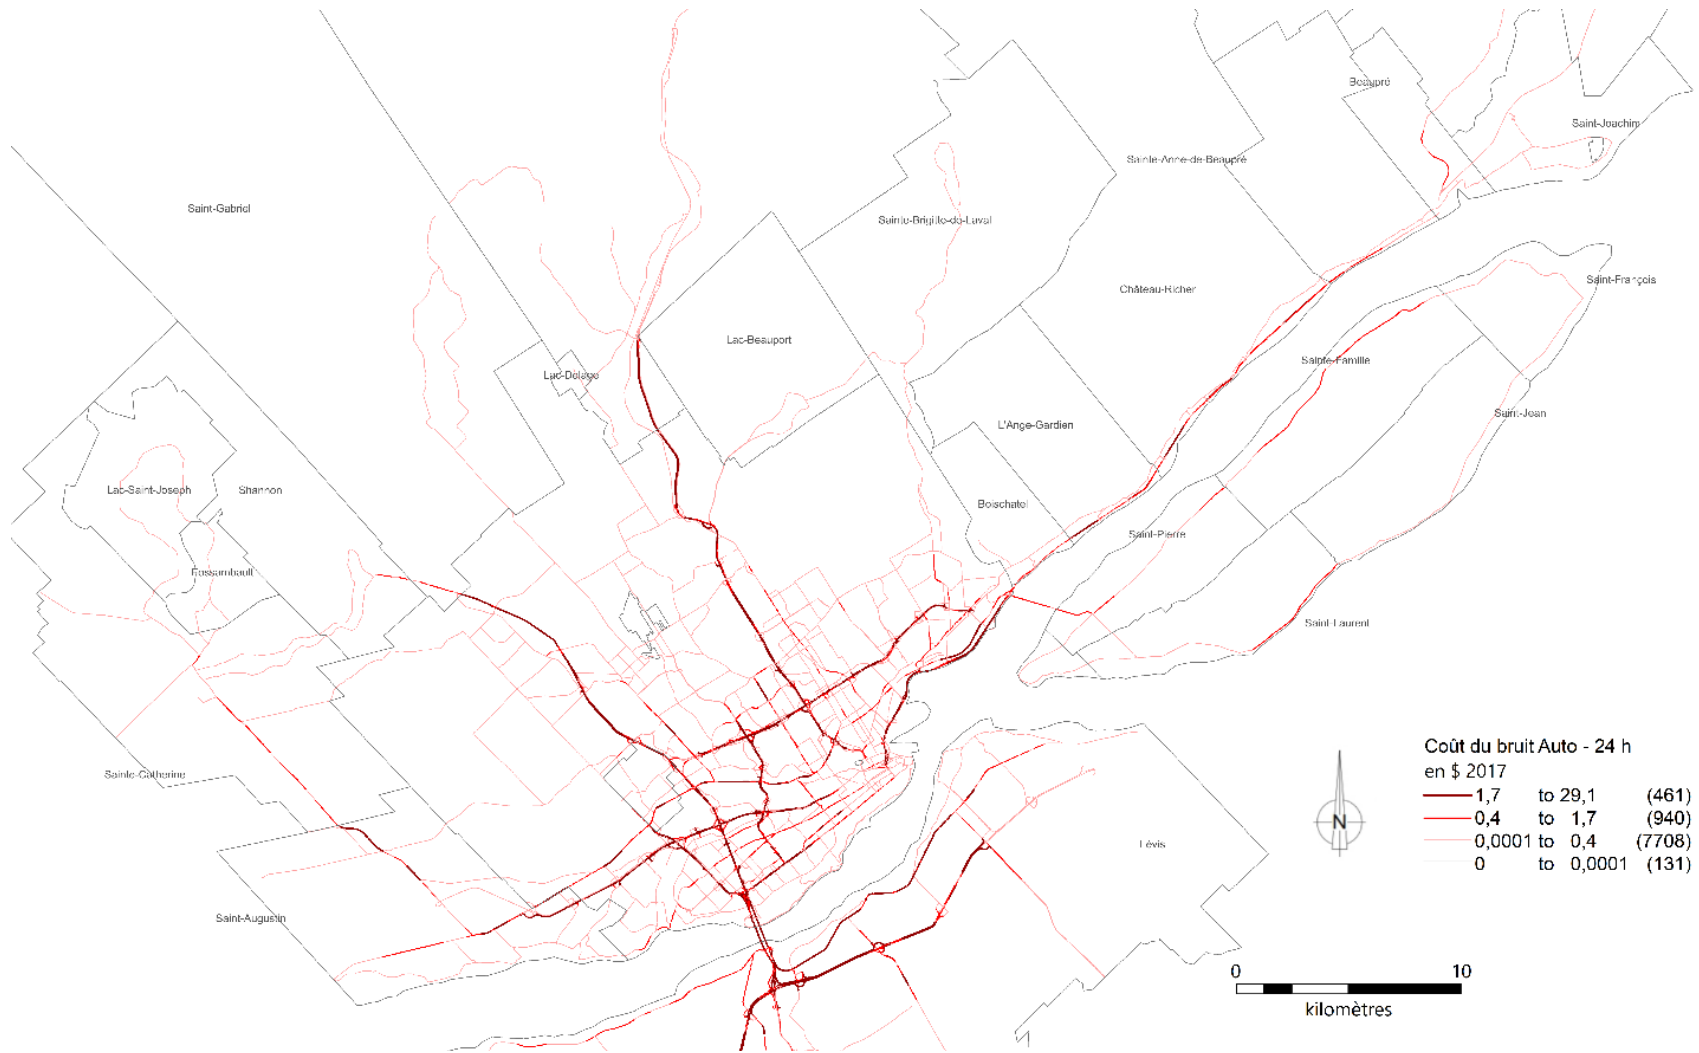 Beaupré
Saint-Joachim
Sainte-Anne-de-Beaupré
Saint-Gabriel
Sainte-Brigitte-de-Laval
Saint-François
Château-Richer
Lac-Beauport
Sainte-Famille
Lac-Delage
Saint-Jean
L'Ange-Gardien
Lac-Saint-Joseph
Shannon
Boischatel
Saint-Pierre
Fossambault
Saint-Laurent
Sainte-Catherine
Lévis
Saint-Augustin
Coût du bruit Auto - 24 h
en $ 2017
1,7 to 29,1 (461)
0,4 to 1,7 (940)
0,0001 to 0,4 (7708)
0 to 0,0001 (131)
N
0 10
kilomètres